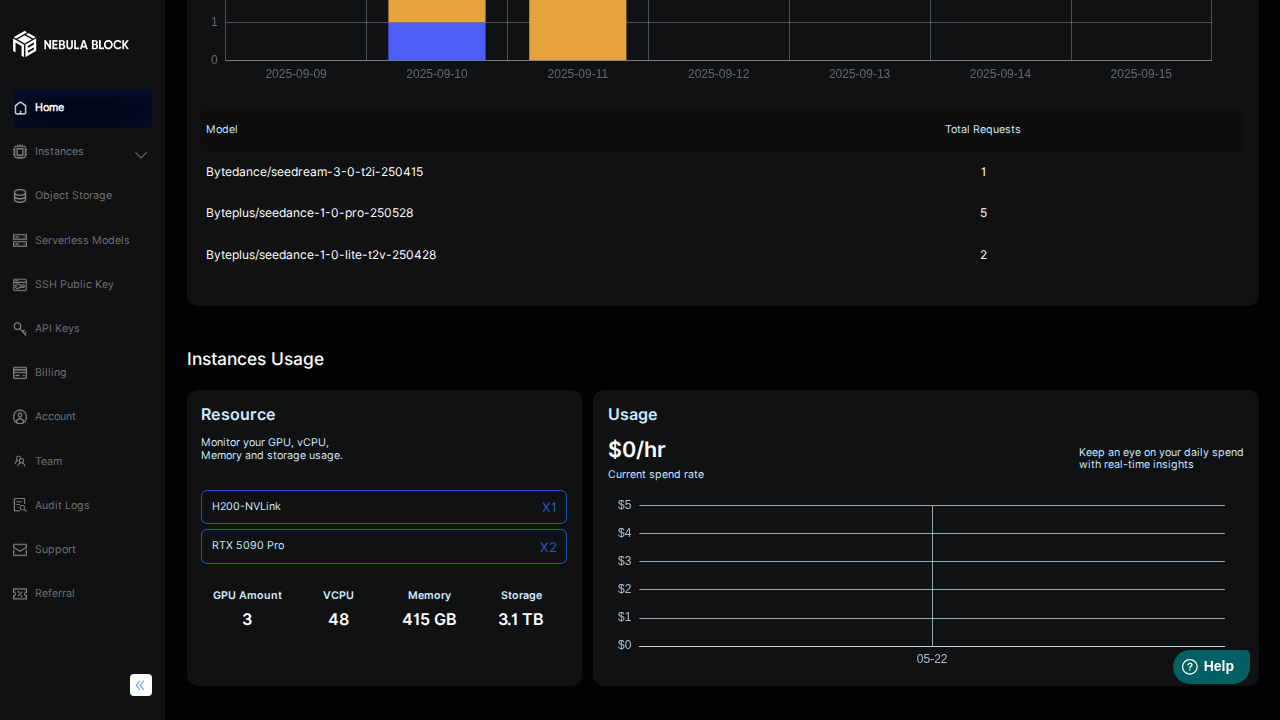 NEBULA BLOCK
Home
Instances
Object Storage
Serverless Models
SSH Public Key
API Keys
Billing
Account
Team
Audit Logs
Support
Referral
1
0
2025-09-09 2025-09-10 2025-09-11 2025-09-12 2025-09-13 2025-09-14 2025-09-15
Model Total Requests
Bytedance/seedream-3-0-t2i-250415 1
Byteplus/seedance-1-0-pro-250528 5
Byteplus/seedance-1-0-lite-t2v-250428 2
Instances Usage
Resource
Monitor your GPU, vCPU,
Memory and storage usage.
H200-NVLink X1
RTX 5090 Pro X2
GPU Amount VCPU Memory Storage
3 48 415 GB 3.1 TB
Usage
$0/hr
Current spend rate
Keep an eye on your daily spend
with real-time insights
$5
$4
$3
$2
$1
$0
05-22
Help